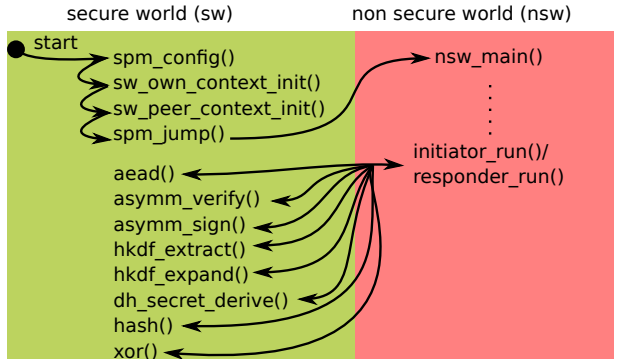 secure world (sw)
non secure world (nsw)
start
spm_config()
sw_own_context_init()
sw_peer_context_init()
spm_jump()
nsw_main()
initiator_run()/
responder_run()
aead()
asymm_verify()
asymm_sign()
hkdf_extract()
hkdf_expand()
dh_secret_derive()
hash()
xor()